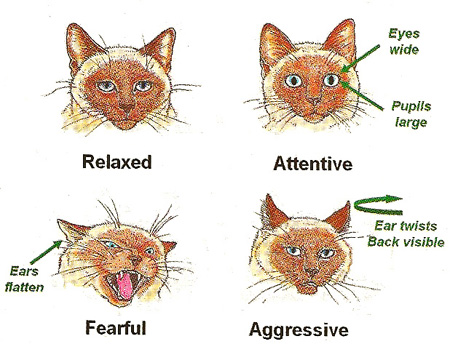 Eyes
wide
Pupils
large
Relaxed
Attentive
Ears
flatten
Ear twists
Back visible
Fearful
Aggressive